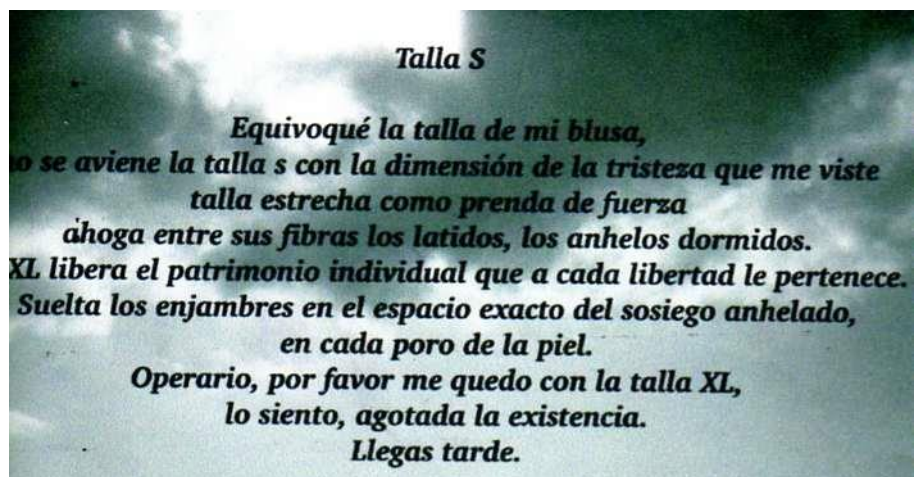 Talla S
Equivoqué la talla de mi blusa,
no se aviene la talla s con la dimensión de la tristeza que me viste
talla estrecha como prenda de fuerza
ahoga entre sus fibras los latidos, los anhelos dormidos.
XL libera el patrimonio individual que a cada libertad le pertenece.
Suelta los enjambres en el espacio exacto del sosiego anhelado,
en cada poro de la piel.
Operario, por favor me quedo con la talla XL,
lo siento, agotada la existencia.
Llegas tarde.